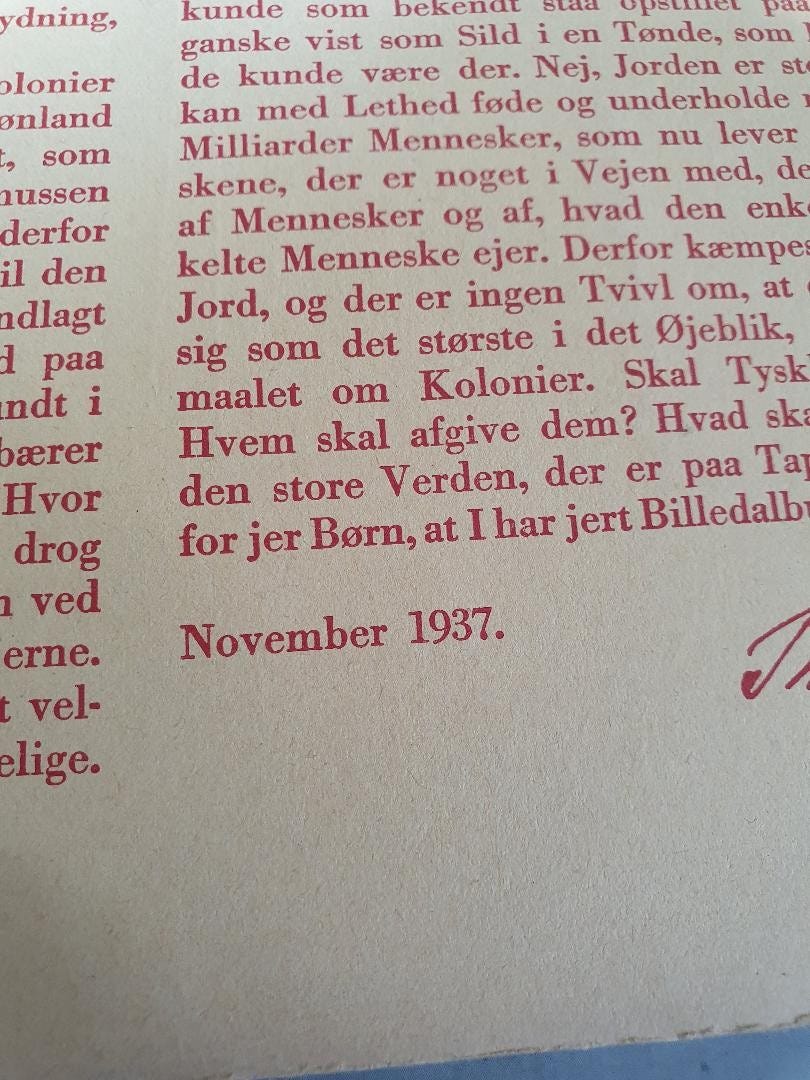 ydning,
olonier
ønland
t, som
nussen
derfor
il den
ndlagt
d paa
undt i
bærer
Hvor
drog
n ved
erne.
t vel-
elige.
kunde som bekendt staa opstillet paa
ganske vist som Sild i en Tønde, som
de kunde være der. Nej, Jorden er sto
kan med Lethed føde og underholde
Milliarder Mennesker, som nu lever
skene, der er noget i Vejen med, de
af Mennesker og af, hvad den enk
kelte Menneske ejer. Derfor kæmpes
Jord, og der er ingen Tvivl om, at
sig som det største i det Øjeblik,
maalet om Kolonier. Skal Tysk
Hvem skal afgive dem? Hvad ska
den store Verden, der er paa Tap
for jer Børn, at I har jert Billedalbu
November 1937.